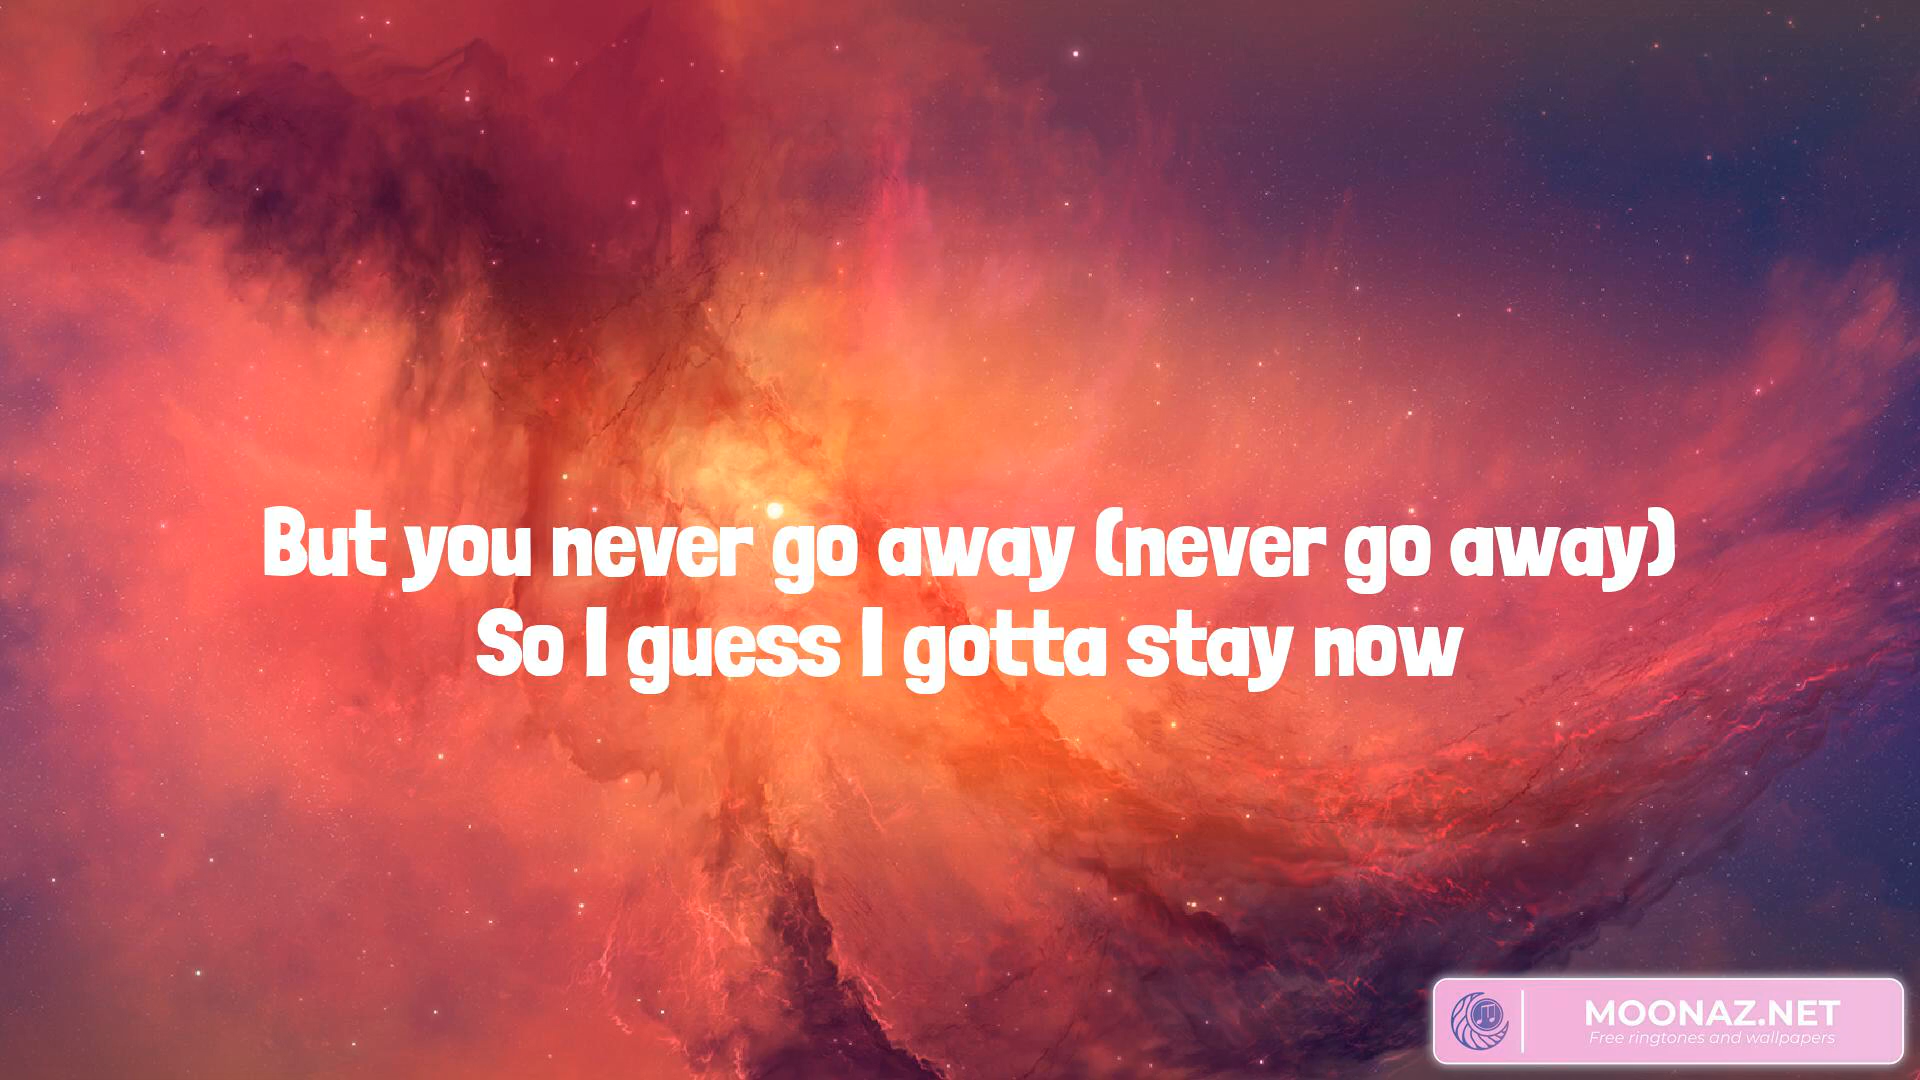 But you never go away (never go away)
So I guess I gotta stay now
MOONAZ.NET
Free ringtones and wallpapers